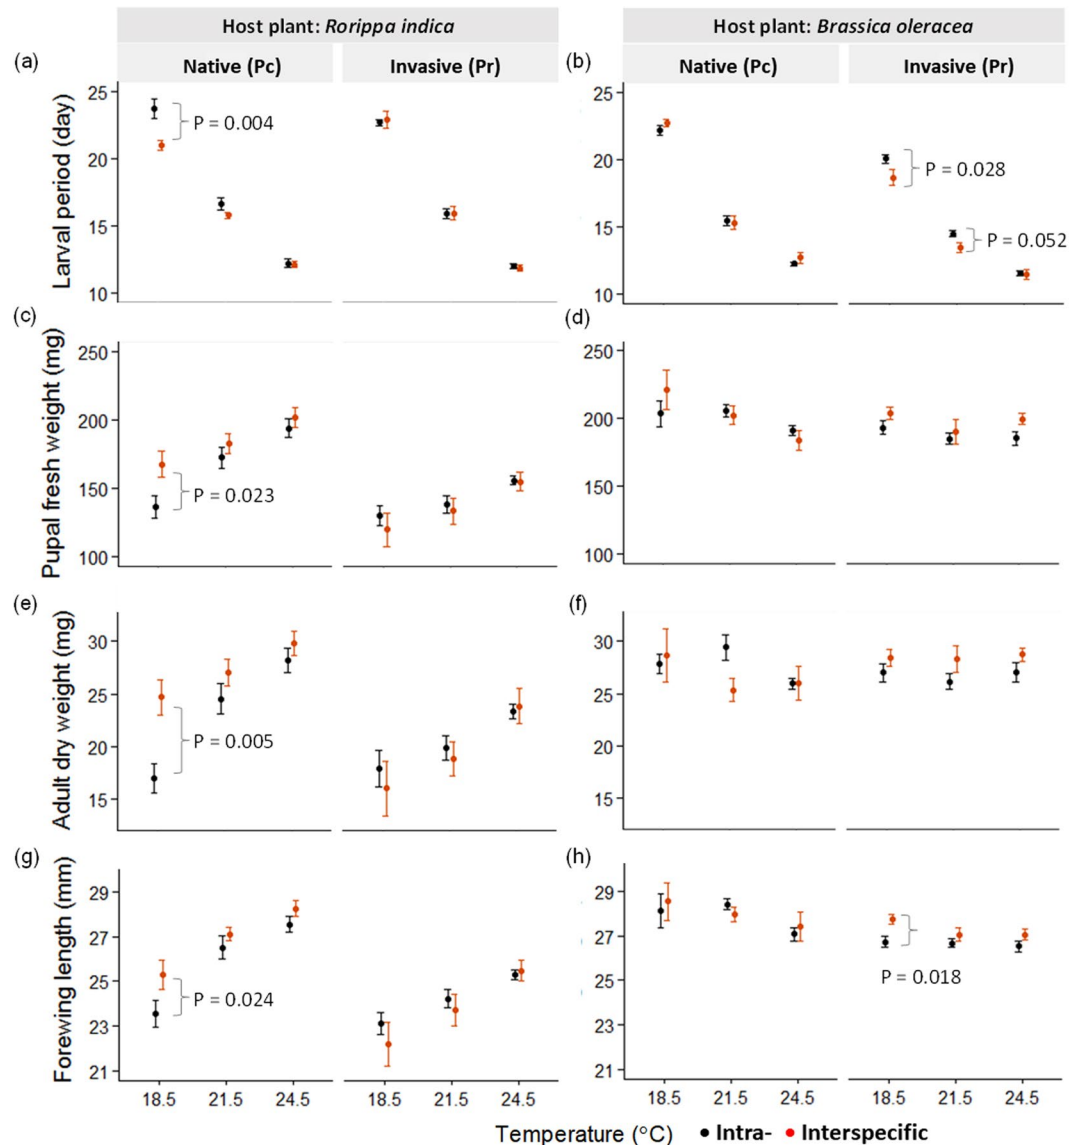 Host plant: Rorippa indica
Host plant: Brassica oleracea
(a)
Native (Pc)
Invasive (Pr)
(b)
Native (Pc)
Invasive (Pr)
Larval period (day)
25
20
15
10
P = 0.004
25
20
15
10
P = 0.028
P = 0.052
(c)
Pupal fresh weight (mg)
250
200
150
100
P = 0.023
(d)
250
200
150
100
(e)
Adult dry weight (mg)
30
25
20
15
P = 0.005
(f)
30
25
20
15
(g)
Forewing length (mm)
29
27
25
23
21
P = 0.024
(h)
29
27
25
23
21
P = 0.018
18.5 21.5 24.5 18.5 21.5 24.5 18.5 21.5 24.5 18.5 21.5 24.5
Temperature (°C) Intra- Interspecific